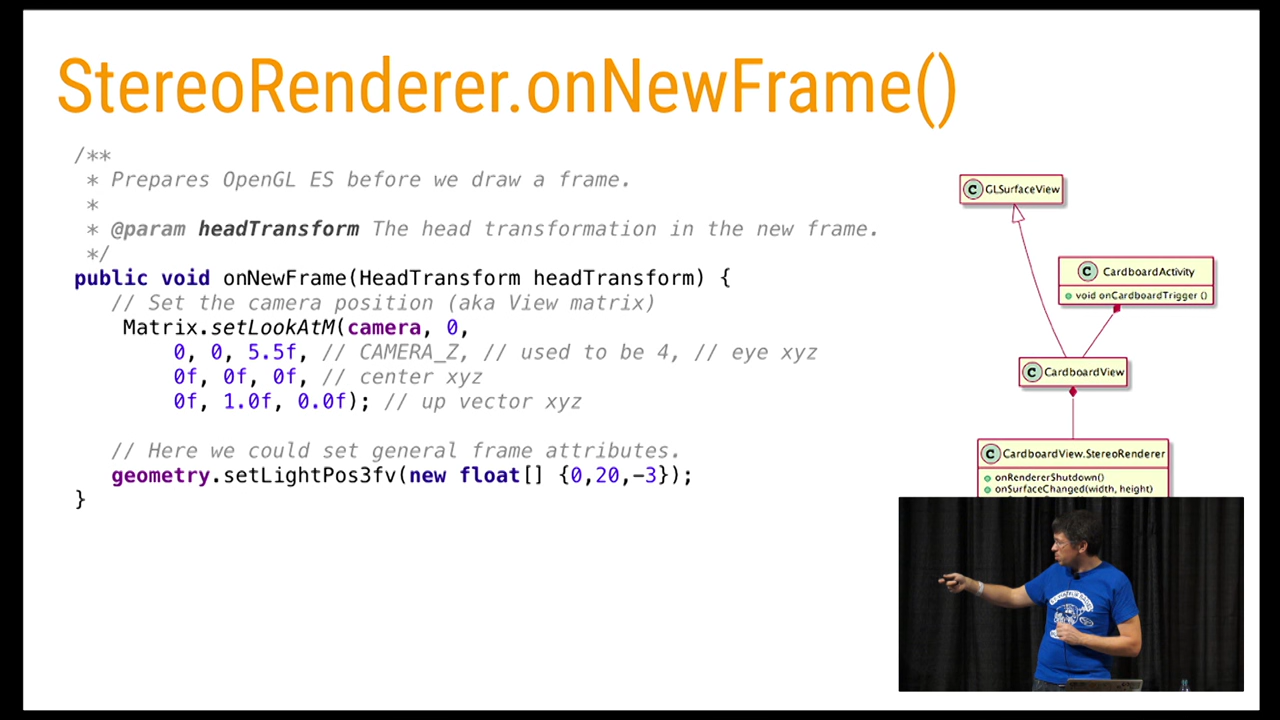 StereoRenderer.onNewFrame()
/**
 * Prepares OpenGL ES before we draw a frame.
 *
 * @param headTransform The head transformation in the new frame.
 */
public void onNewFrame(HeadTransform headTransform) {
   // Set the camera position (aka View matrix)
    Matrix.setLookAtM(camera, 0,
        0, 0, 5.5f, // CAMERA_Z, // used to be 4, // eye xyz
        0f, 0f, 0f, // center xyz
        0f, 1.0f, 0.0f); // up vector xyz

   // Here we could set general frame attributes.
   geometry.setLightPos3fv(new float[] {0,20,-3});
}
C GLSurfaceView
C CardboardActivity
void onCardboardTrigger ()
C CardboardView
C CardboardView.StereoRenderer
onRendererShutdown()
onSurfaceChanged(width, height)